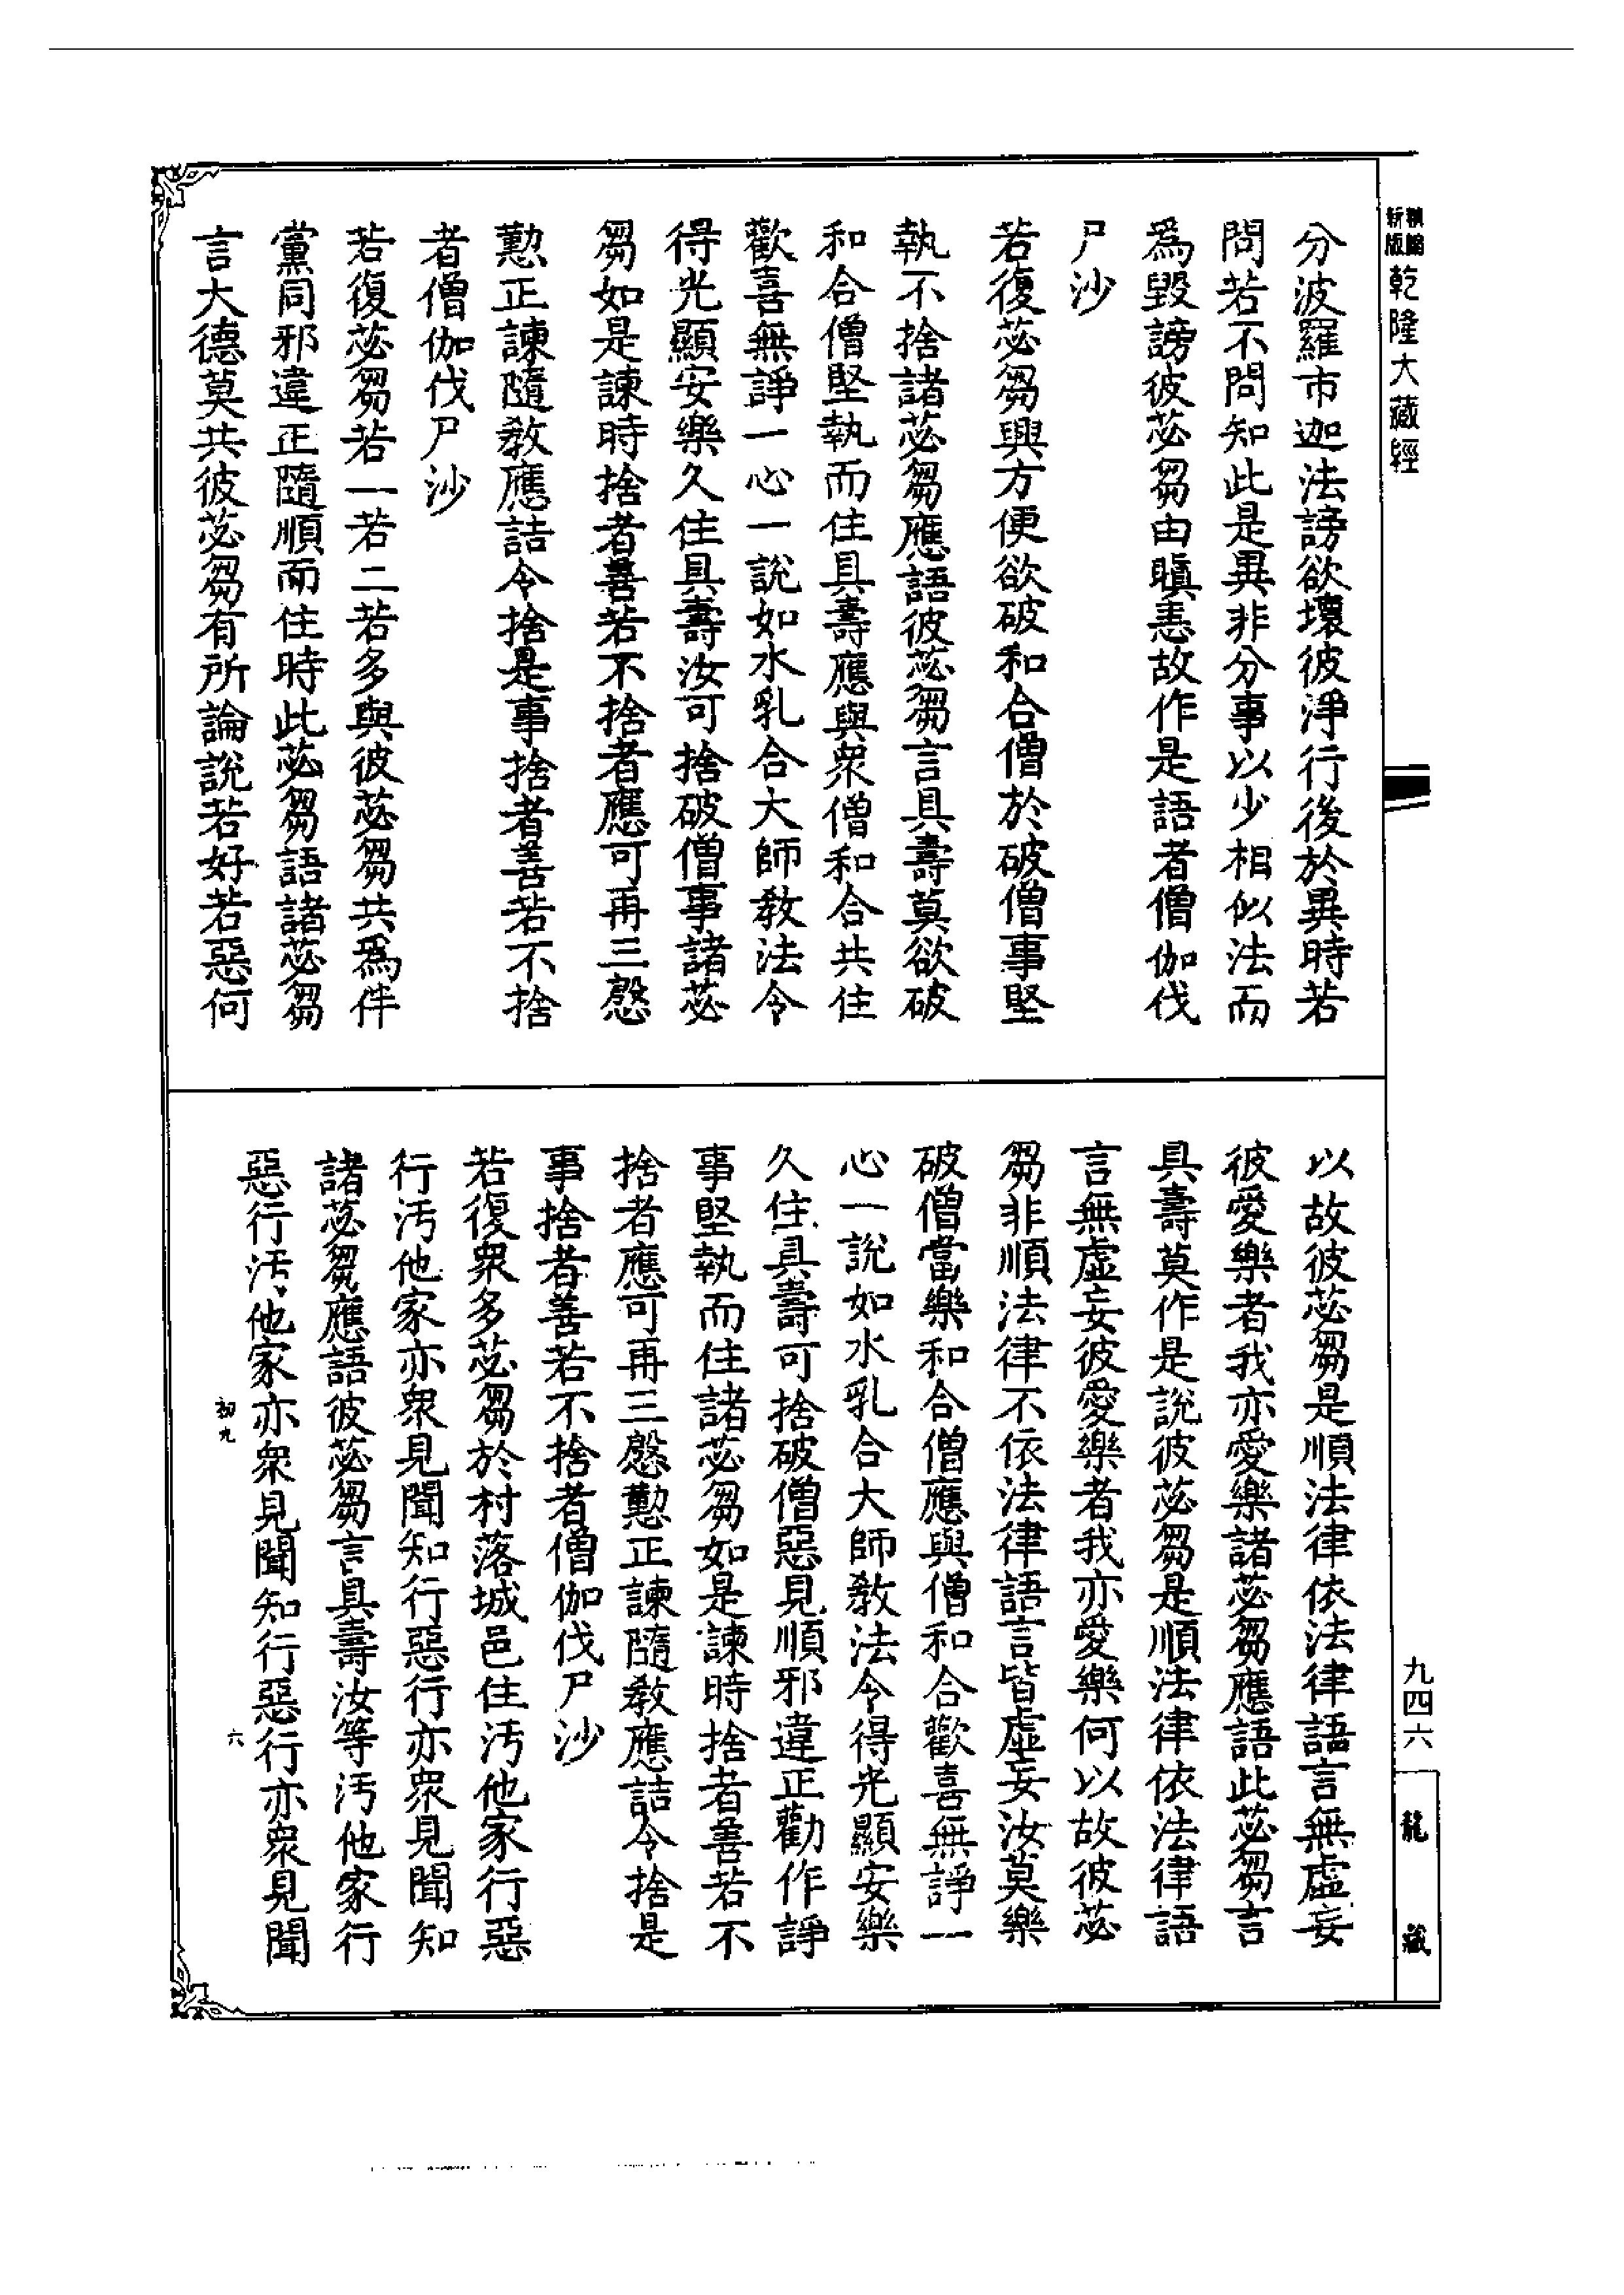 新版
精縮
乾隆大藏經
分波羅市迦法謗欲壞彼淨行後於異時若
問若不問知此是異非分事以少相似法而
爲毀謗彼苾芻由瞋恚故作是語者僧伽伐
尸沙
若復苾芻興方便欲破和合僧於破僧事堅
執不捨諸苾芻應語彼苾芻言具壽莫欲破
和合僧堅執而住具壽應與衆僧和合共住
歡喜無諍一心一說如水乳合大師教法令
得光顯安樂久住具壽汝可捨破僧事諸苾
芻如是諫時捨者善若不捨者應可再三慇
懃正諫隨教應詰令捨是事捨者善若不捨
者僧伽伐尸沙
若復苾芻若一若二若多與彼苾芻共爲伴
黨同邪違正隨順而住時此苾芻語諸苾芻
言大德莫共彼苾芻有所論說若好若惡何
以故彼苾芻是順法律依法律語言無虛妄
彼愛樂者我亦愛樂諸苾芻應語此苾芻言
具壽莫作是說彼苾芻是順法律依法律語
言無虛妄彼愛樂者我亦愛樂何以故彼苾
芻非順法律不依法律語言皆虛妄汝莫樂
破僧當樂和合僧應與僧和合歡喜無諍一
心一說如水乳合大師教法令得光顯安樂
久住具壽可捨破僧惡見順邪違正勸作諍
事堅執而住諸苾芻如是諫時捨者善若不
捨者應可再三慇懃正諫隨教應詰令捨是
事捨者善若不捨者僧伽伐尸沙
若復衆多苾芻於村落城邑住汚他家行惡
行汚他家亦衆見聞知行惡行亦衆見聞知
諸苾芻應語彼苾芻言具壽汝等汚他家行
惡行汚他家亦衆見聞知行惡行亦衆見聞
初九
六
九四六
龍藏